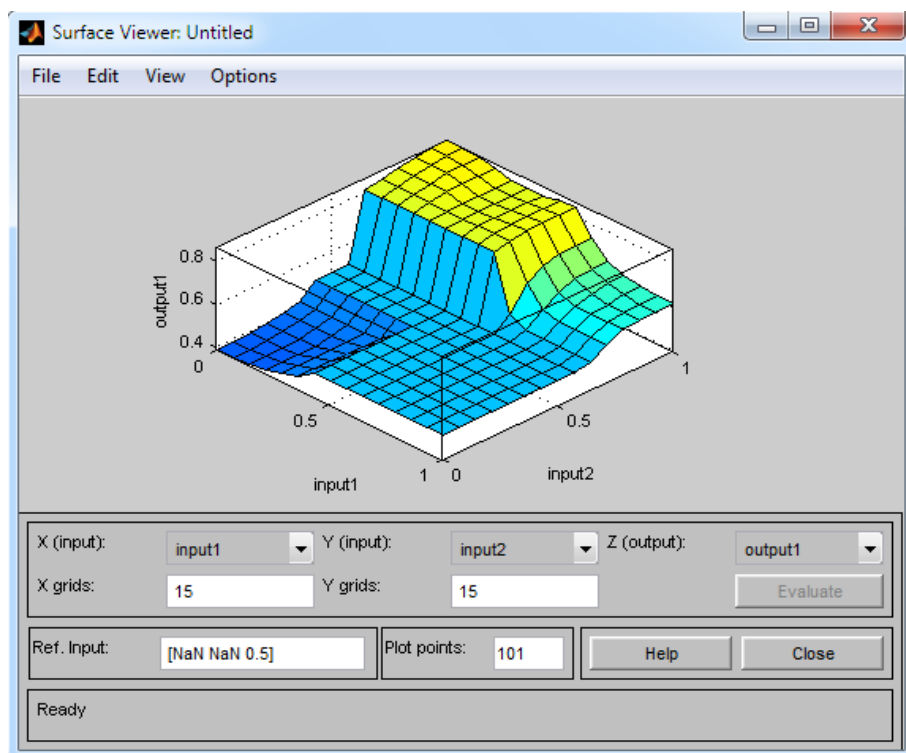 Surface Viewer: Untitled
File Edit View Options
output1
0.8
0.6
0.4
0
0.5
1
input1
0
0.5
1
input2
X (input): input1 Y (input): input2 Z (output): output1
X grids: 15 Y grids: 15 Evaluate
Ref. Input: [NaN NaN 0.5] Plot points: 101 Help Close
Ready